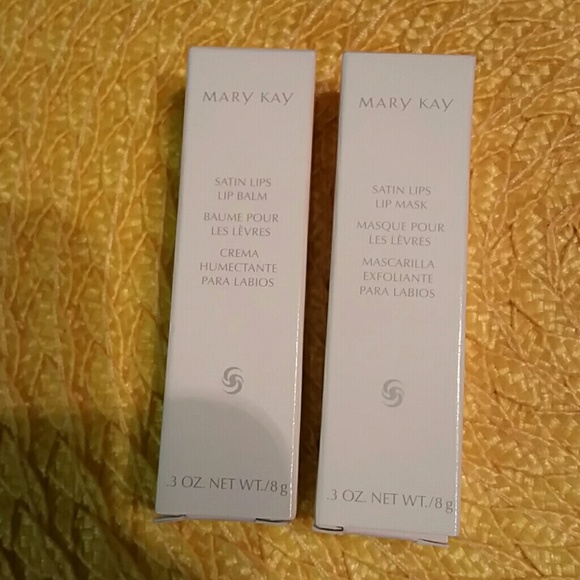 MARY KAY
SATIN LIPS
LIP BALM
BAUME POUR
LES LÈVRES
CREMA
HUMECTANTE
PARA LABIOS
.3 OZ. NET WT./8 g
MARY KAY
SATIN LIPS
LIP MASK
MASQUE POUR
LES LÈVRES
MASCARILLA
EXFOLIANTE
PARA LABIOS
.3 OZ. NET WT./8 g